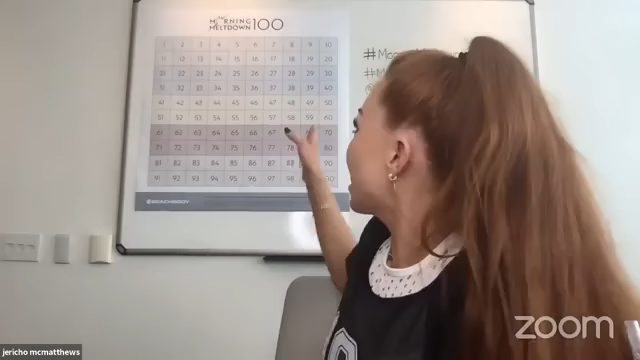 MORNING
MELTDOWN 100
1 2 3 4 5 6 7 8 9 10
11 12 13 14 15 16 17 18 19 20
21 22 23 24 25 26 27 28 29 30
31 32 33 34 35 36 37 38 39 40
41 42 43 44 45 46 47 48 49 50
51 52 53 54 55 56 57 58 59 60
61 62 63 64 65 66 67 70
71 72 73 74 75 76 77 78 80
81 82 83 84 85 86 87 88 90
91 92 93 94 95 96 97 98
BEACHBODY
jericho mcmatthews
zoom